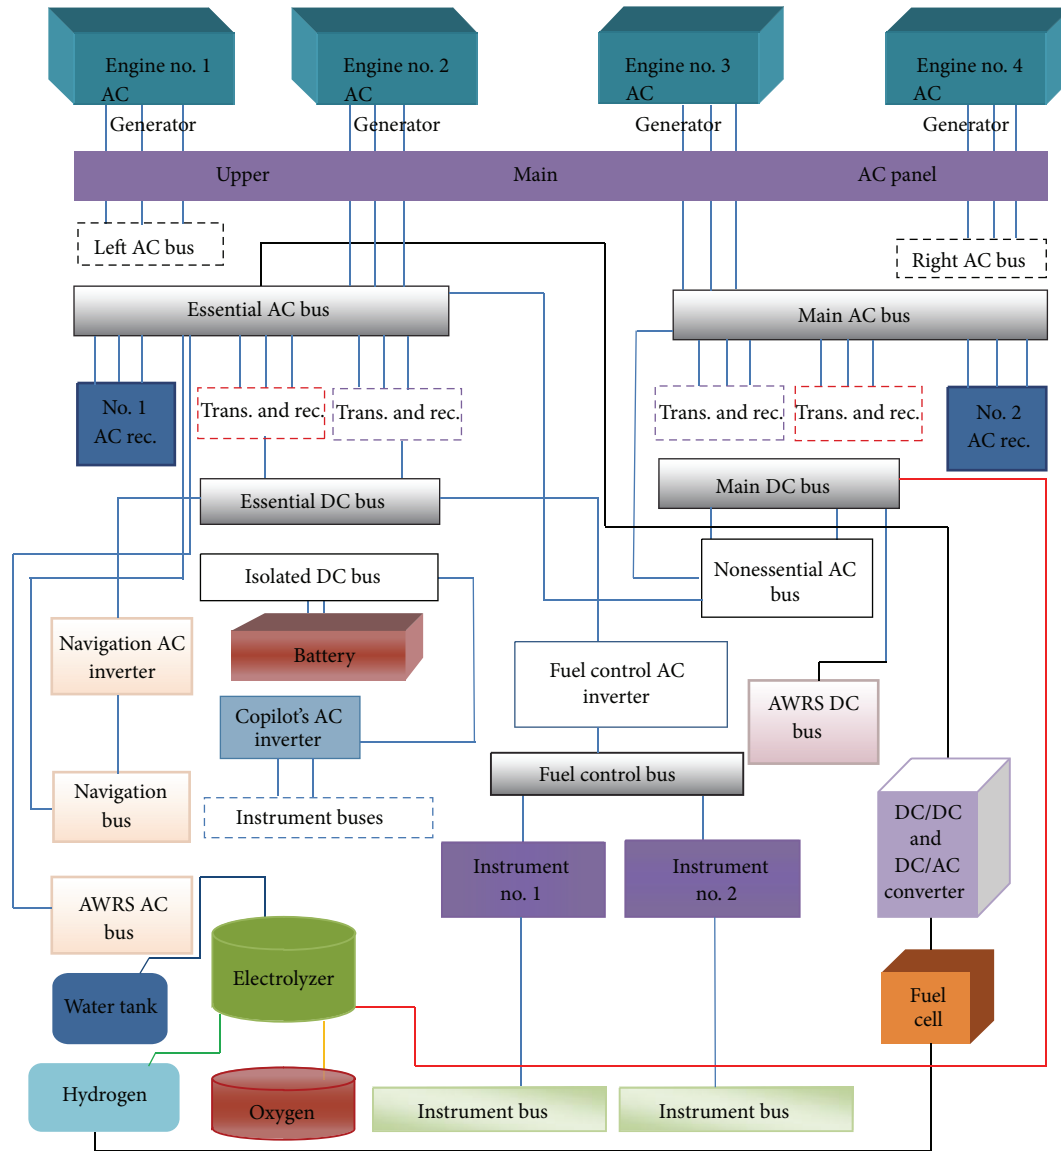 Engine no. 1
AC
Generator
Engine no. 2
AC
Generator
Engine no. 3
AC
Generator
Engine no. 4
AC
Generator
Upper Main AC panel
Left AC bus
Right AC bus
Essential AC bus
Main AC bus
No. 1
AC rec.
Trans. and rec.
Trans. and rec.
Trans. and rec.
Trans. and rec.
No. 2
AC rec.
Essential DC bus
Main DC bus
Isolated DC bus
Nonessential AC
bus
Navigation AC
inverter
Battery
Fuel control AC
inverter
AWRS DC
bus
Copilot's AC
inverter
Fuel control bus
Navigation
bus
Instrument buses
DC/DC
and
DC/AC
converter
Instrument
no. 1
Instrument
no. 2
AWRS AC
bus
Electrolyzer
Water tank
Fuel
cell
Hydrogen
Oxygen
Instrument bus
Instrument bus